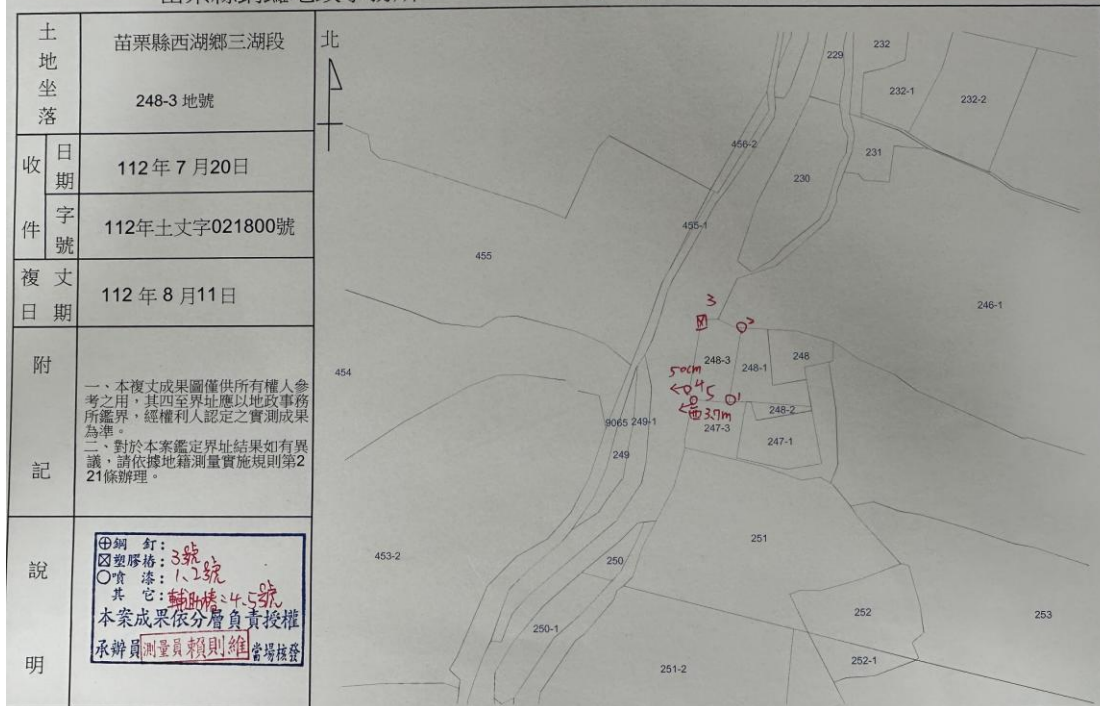 土地坐落
苗栗縣西湖鄉三湖段
248-3 地號
收件
日期
112 年 7 月20日
字號
112年土丈字021800號
複丈日期
112 年 8 月11日
附記
一、本複丈成果圖僅供所有權人參
考之用，其四至界址應以地政事務
所鑑界，經權利人認定之實測成果
為準。
二、對於本案鑑定界址結果如有異
議，請依據地籍測量實施規則第2
21條辦理。
說明
⊕鋼 釘：
☒塑膠樁：3號
○噴 漆：1、2號
其 它：輔助樁：4、5號
本案成果依分層負責授權
承辦員 測量員賴則維 當場核發
北
229
232
232-1
232-2
456-2
231
230
455-1
455
246-1
3
2
248-3
248-1
248
454
50cm
4
5
1
西3.7m
248-2
9065
249-1
247-3
247-1
249
251
453-2
250
252
253
250-1
251-2
252-1